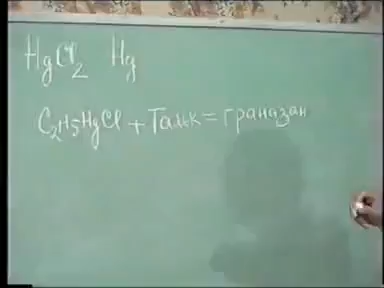 HgCl₂ Hg
C₂H₅HgCl + Тальк = гранозан